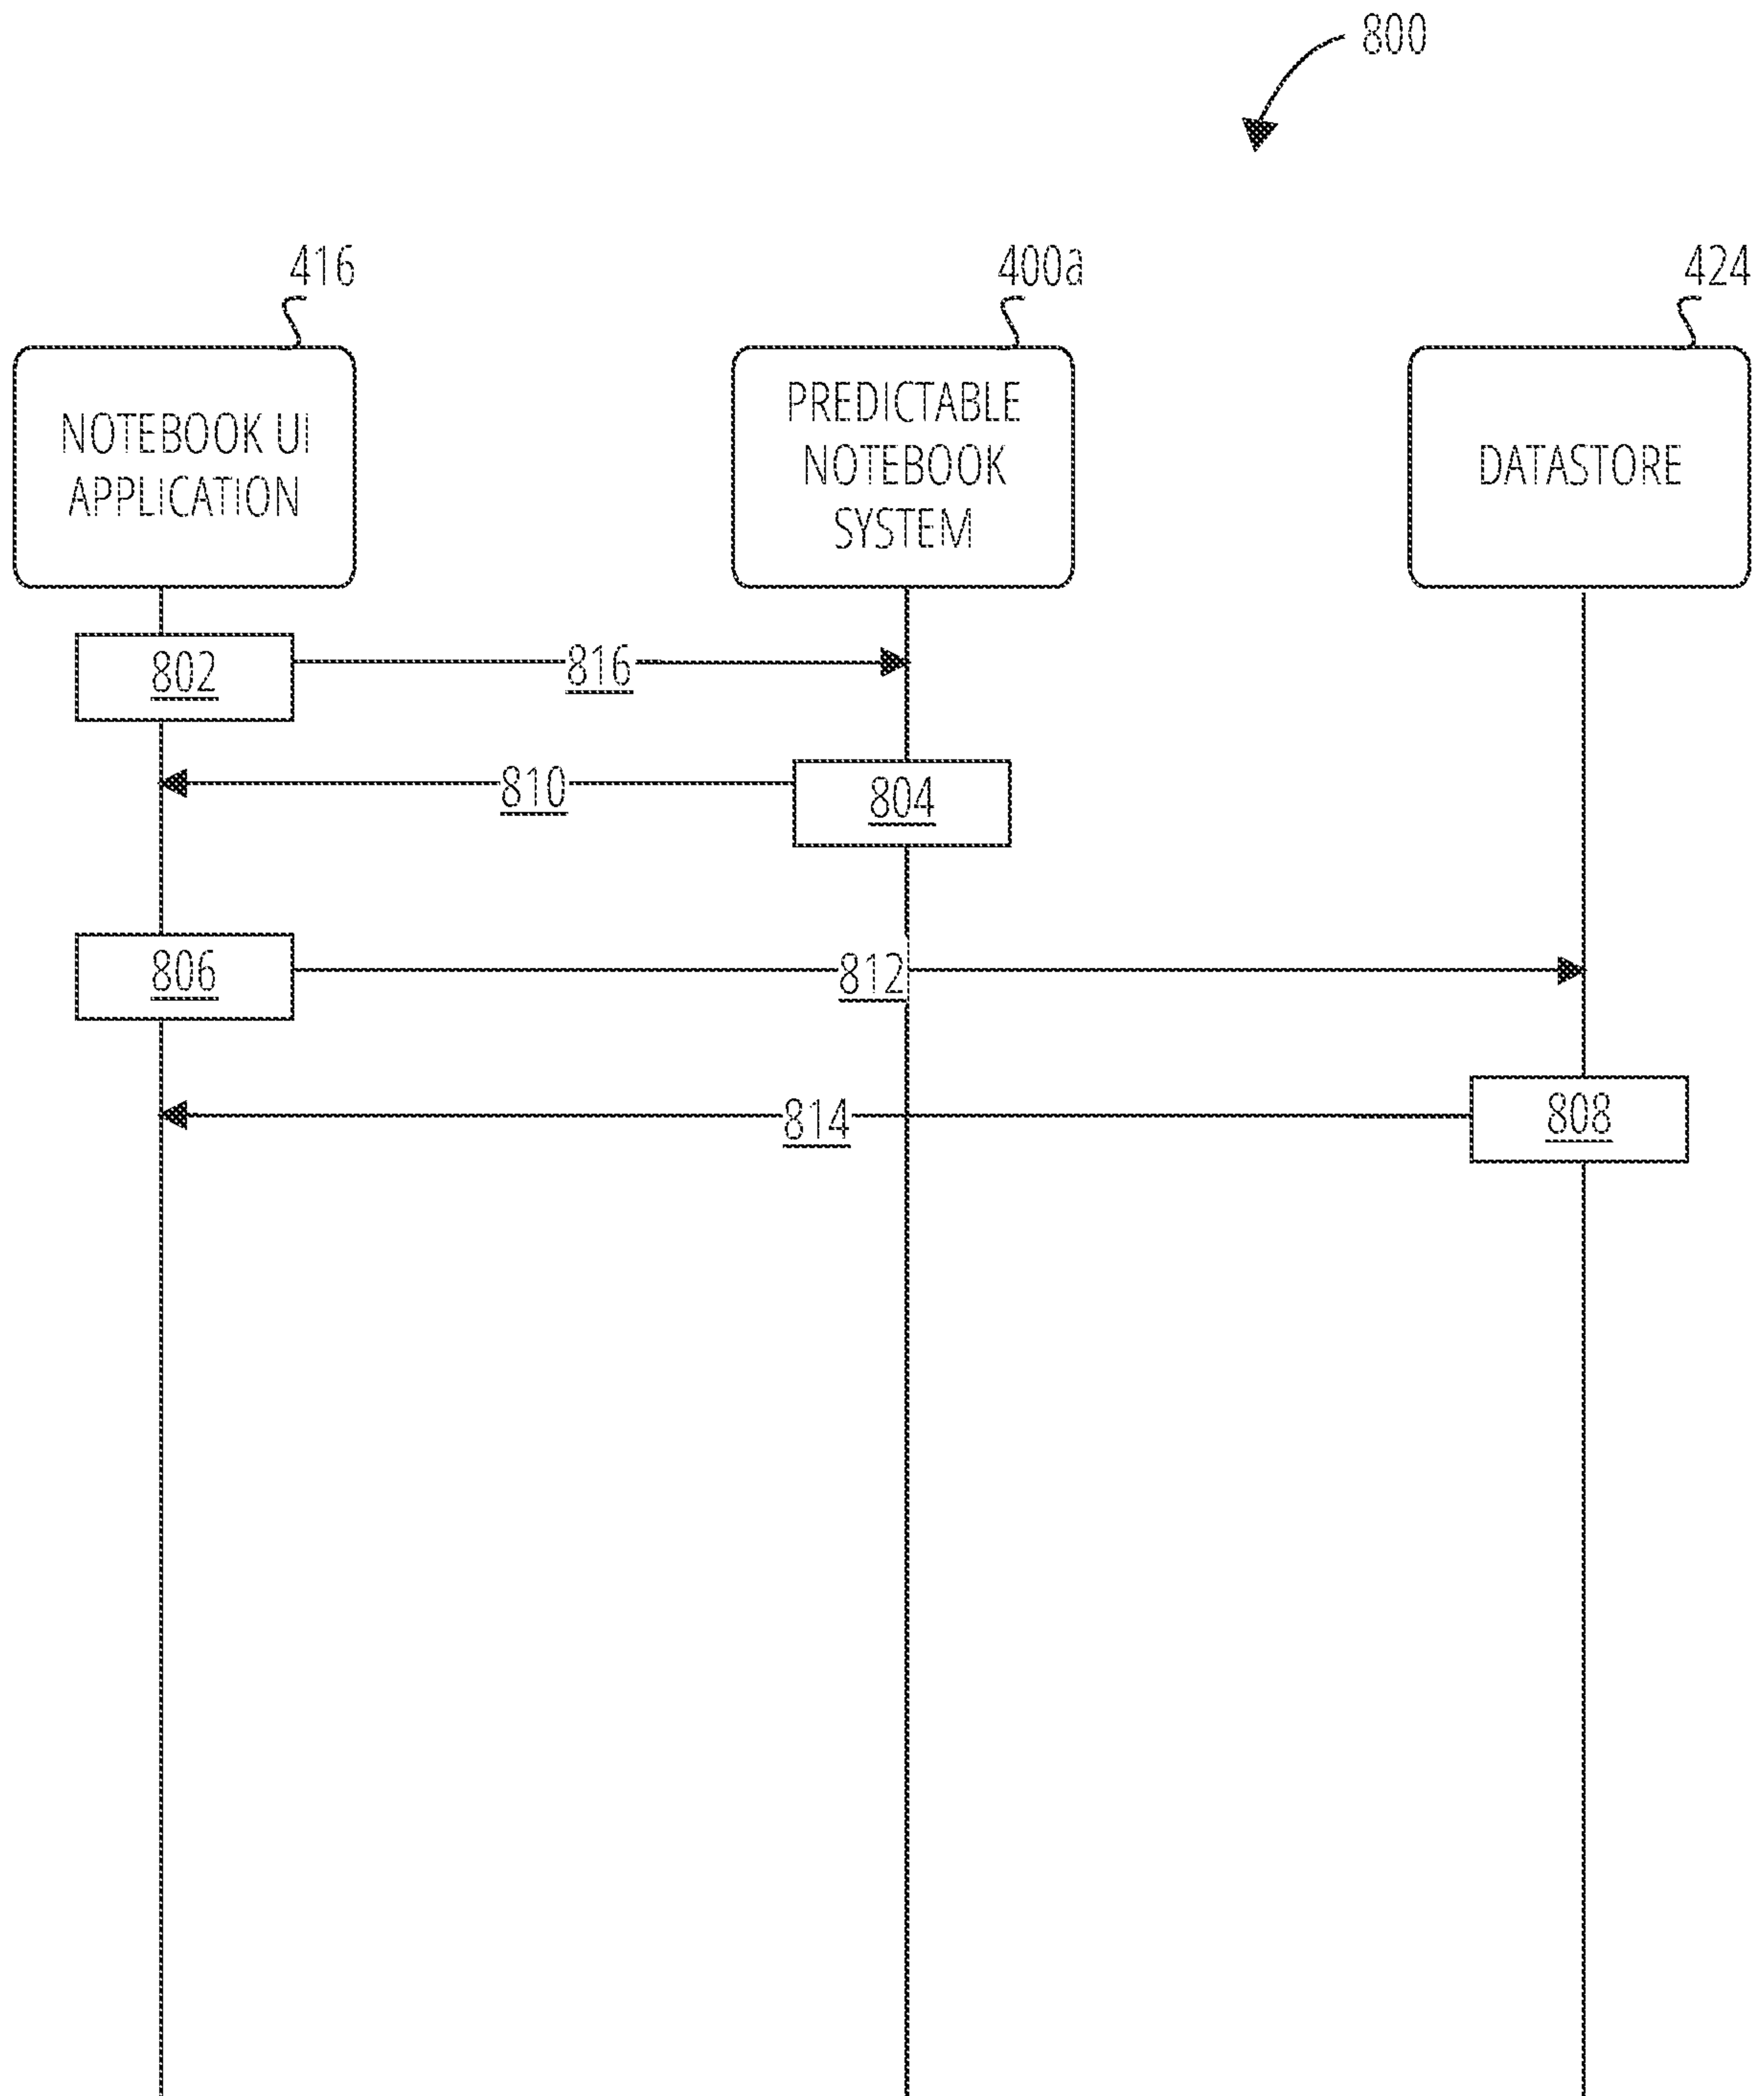 800
416
400a
424
NOTEBOOK UI
APPLICATION
PREDICTABLE
NOTEBOOK
SYSTEM
DATASTORE
802
816
810
804
806
812
814
808